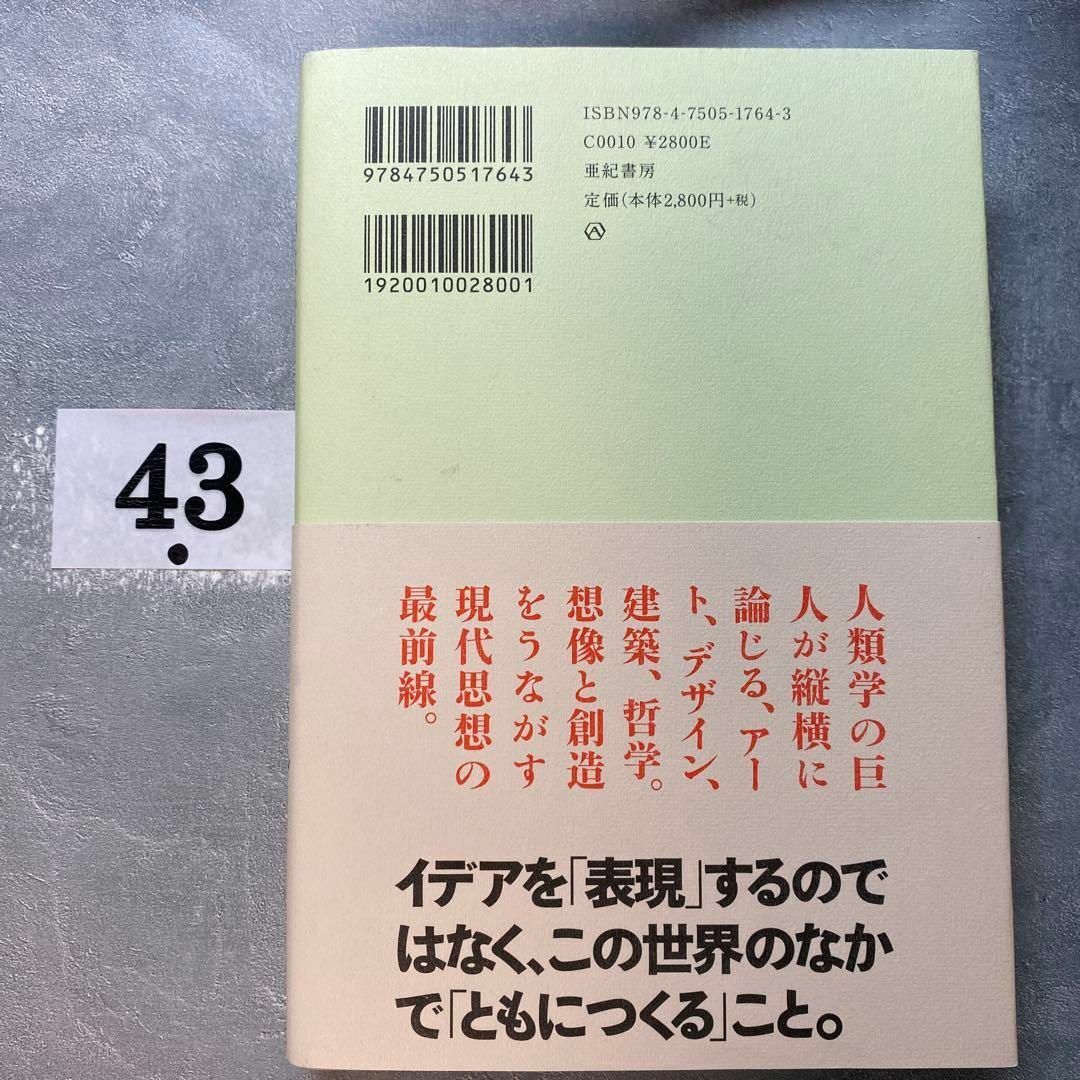 9784750517643
1920010028001
ISBN978-4-7505-1764-3
C0010 ¥2800E
亜紀書房
定価(本体2,800円+税)
43
人類学の巨
人が縦横に
論じる、アー
ト、デザイン、
建築、哲学。
想像と創造
をうながす
現代思想の
最前線。
イデアを「表現」するので
はなく、この世界のなか
で「ともにつくる」こと。